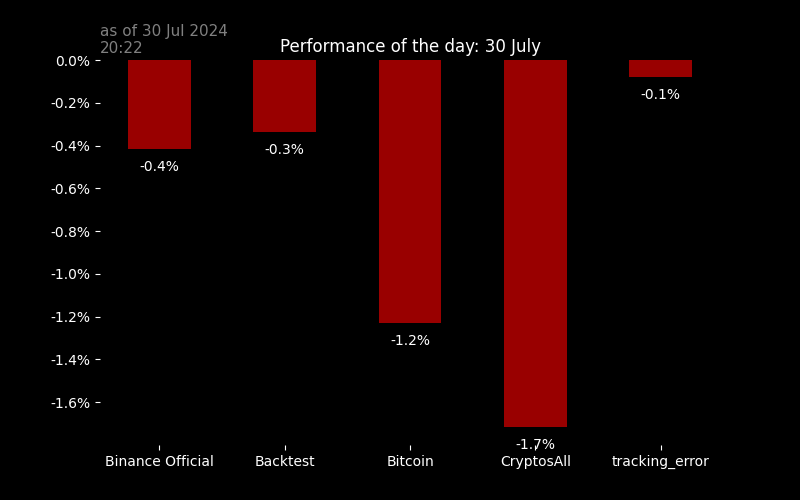 as of 30 Jul 2024
20:22
Performance of the day: 30 July
0.0%
-0.2%
-0.4%
-0.6%
-0.8%
-1.0%
-1.2%
-1.4%
-1.6%
-0.4%
-0.3%
-1.2%
-1.7%
-0.1%
Binance Official
Backtest
Bitcoin
CryptosAll
tracking_error